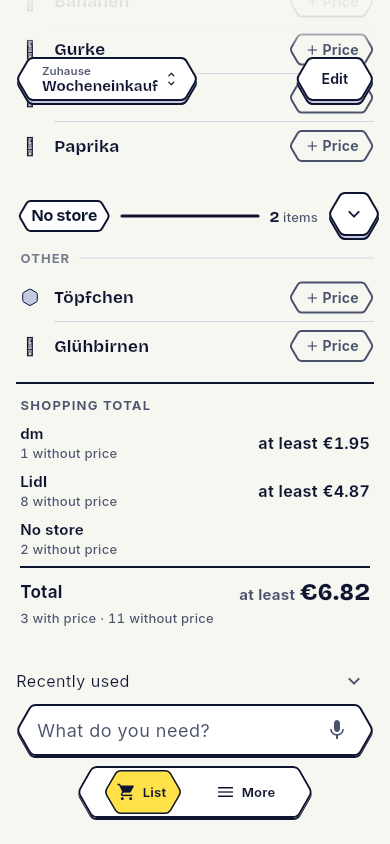 Bananen
Gurke
+ Price
Zuhause
Wocheneinkauf
Edit
Paprika
+ Price
No store
2 items
OTHER
Töpfchen
+ Price
Glühbirnen
+ Price
SHOPPING TOTAL
dm
1 without price
at least €1.95
Lidl
8 without price
at least €4.87
No store
2 without price
Total
at least €6.82
3 with price · 11 without price
Recently used
What do you need?
List
More